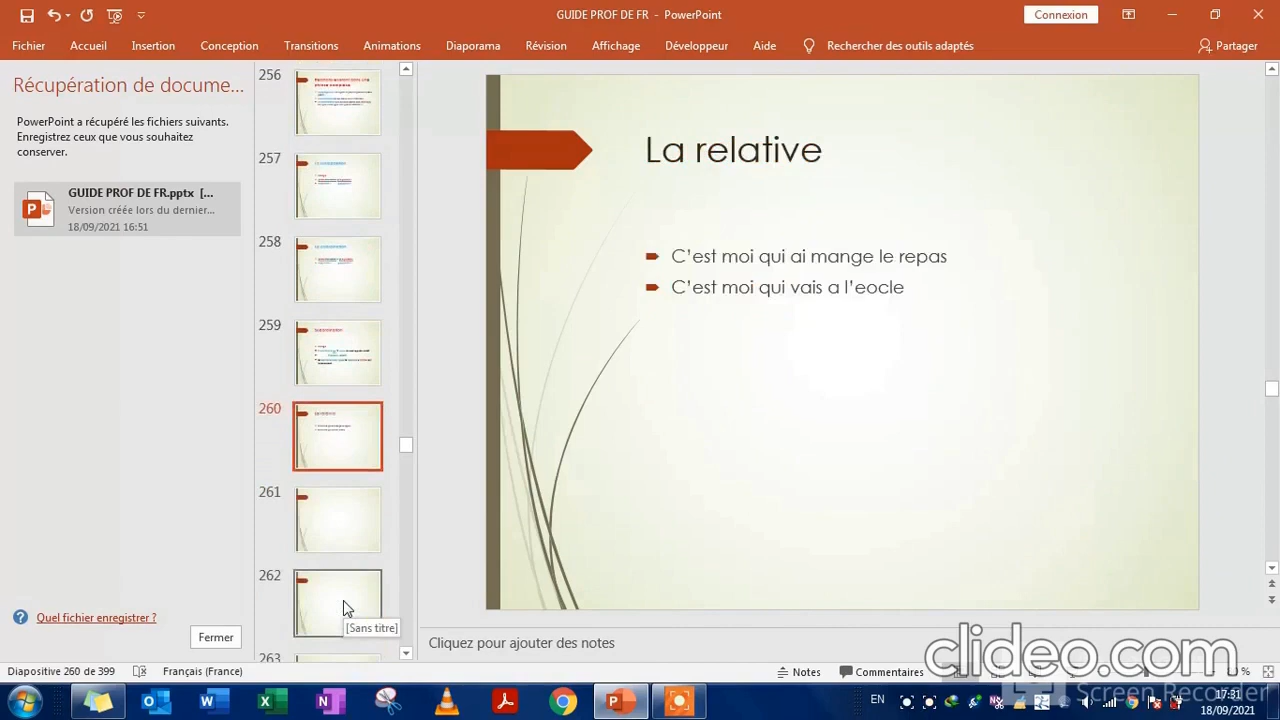 GUIDE PROF DE FR - PowerPoint
Connexion
Fichier Accueil Insertion Conception Transitions Animations Diaporama Révision Affichage Développeur Aide Rechercher des outils adaptés Partager
Récupération de docume...
PowerPoint a récupéré les fichiers suivants.
Enregistrez ceux que vous souhaitez
conserver.
GUIDE PROF DE FR.pptx [...
Version créée lors du dernier...
18/09/2021 16:51
256
257
258
259
260
261
262
263
[Sans titre]
La relative
C'est moi qui ai mange le repas
C'est moi qui vais a l'eocle
Quel fichier enregistrer ?
Fermer
Cliquez pour ajouter des notes
Diapositive 260 de 399 Français (France) Notes Commentaires
clideo.com
Screen Recorder
EN
17:31
18/09/2021